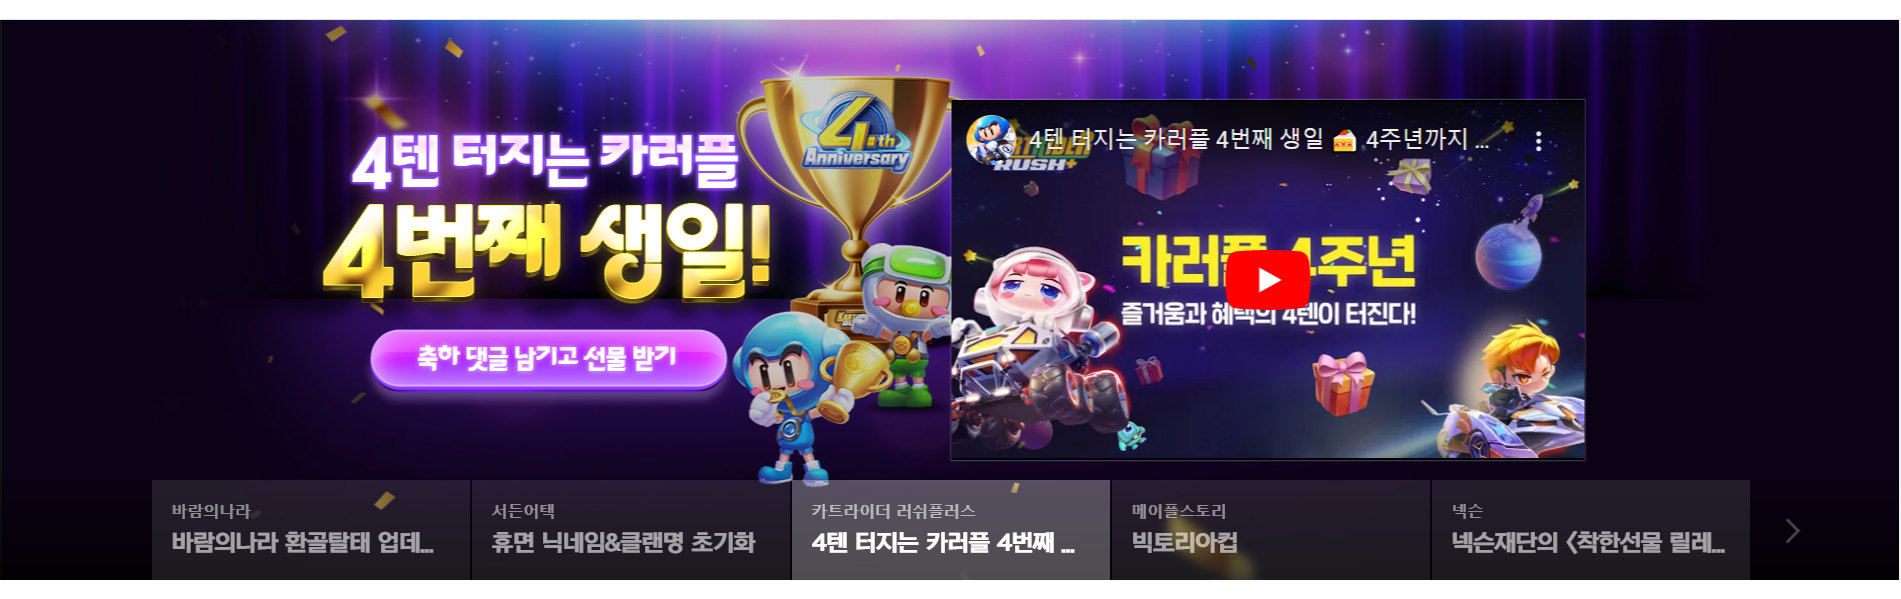 4텐 터지는 카러플
4번째 생일!
축하 댓글 남기고 선물 받기
4th
Anniversary
4텐 터지는 카러플 4번째 생일 🍰 4주년까지 ...
RUSH+
카러플 4주년
즐거움과 혜택의 4텐이 터진다!
바람의나라
바람의나라 환골탈태 업데...
서든어택
휴면 닉네임&클랜명 초기화
카트라이더 러쉬플러스
4텐 터지는 카러플 4번째 ...
메이플스토리
빅토리아컵
넥슨
넥슨재단의 〈착한선물 릴레...